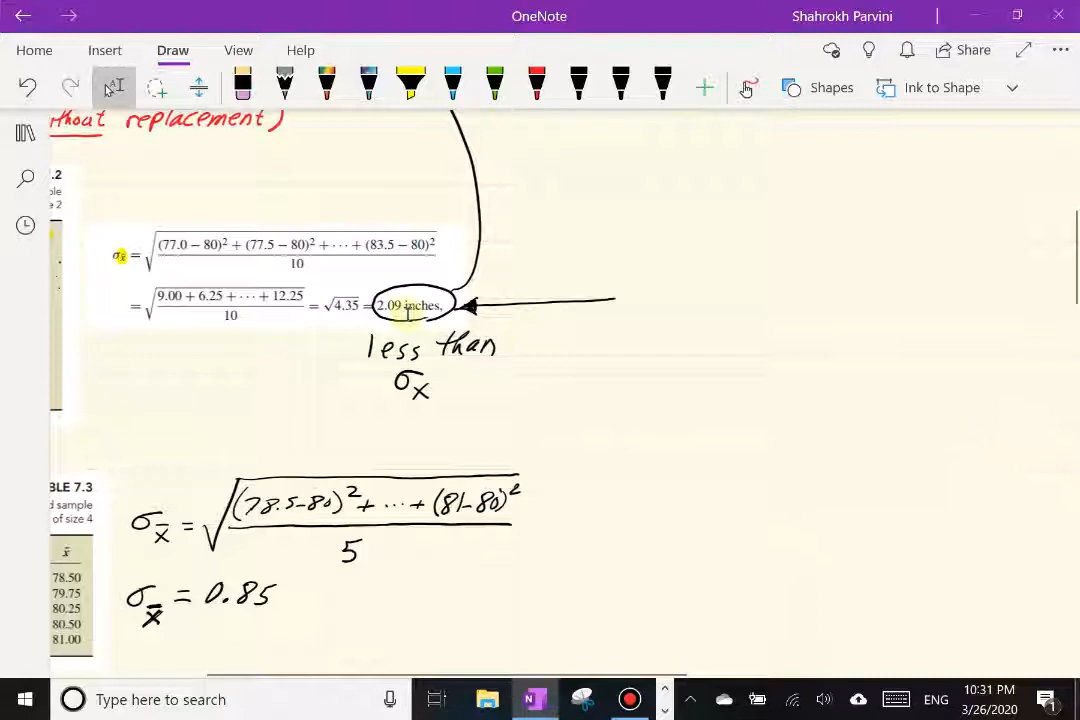 OneNote
Shahrokh Parvini
Home Insert Draw View Help
Share
Shapes
Ink to Shape
thout replacement)
.2
ple
e 2
σx̄ = √((77.0 − 80)² + (77.5 − 80)² + ⋯ + (83.5 − 80)² / 10)
= √(9.00 + 6.25 + ⋯ + 12.25 / 10) = √4.35 = 2.09 inches,
less than
σx
BLE 7.3
d sample
of size 4
x̄
78.50
79.75
80.25
80.50
81.00
σx̄ = √((78.5-80)² + ⋯ + (81-80)² / 5)
σx̄ = 0.85
Type here to search
ENG
10:31 PM
3/26/2020
1